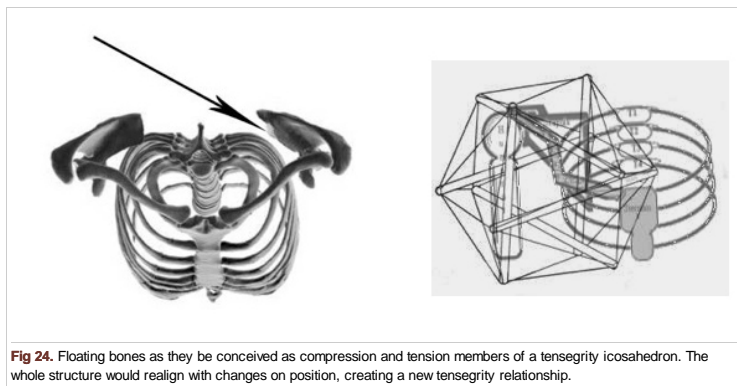 T1
Fig 24. Floating bones as they be conceived as compression and tension members of a tensegrity icosahedron. The
whole structure would realign with changes on position, creating a new tensegrity relationship.